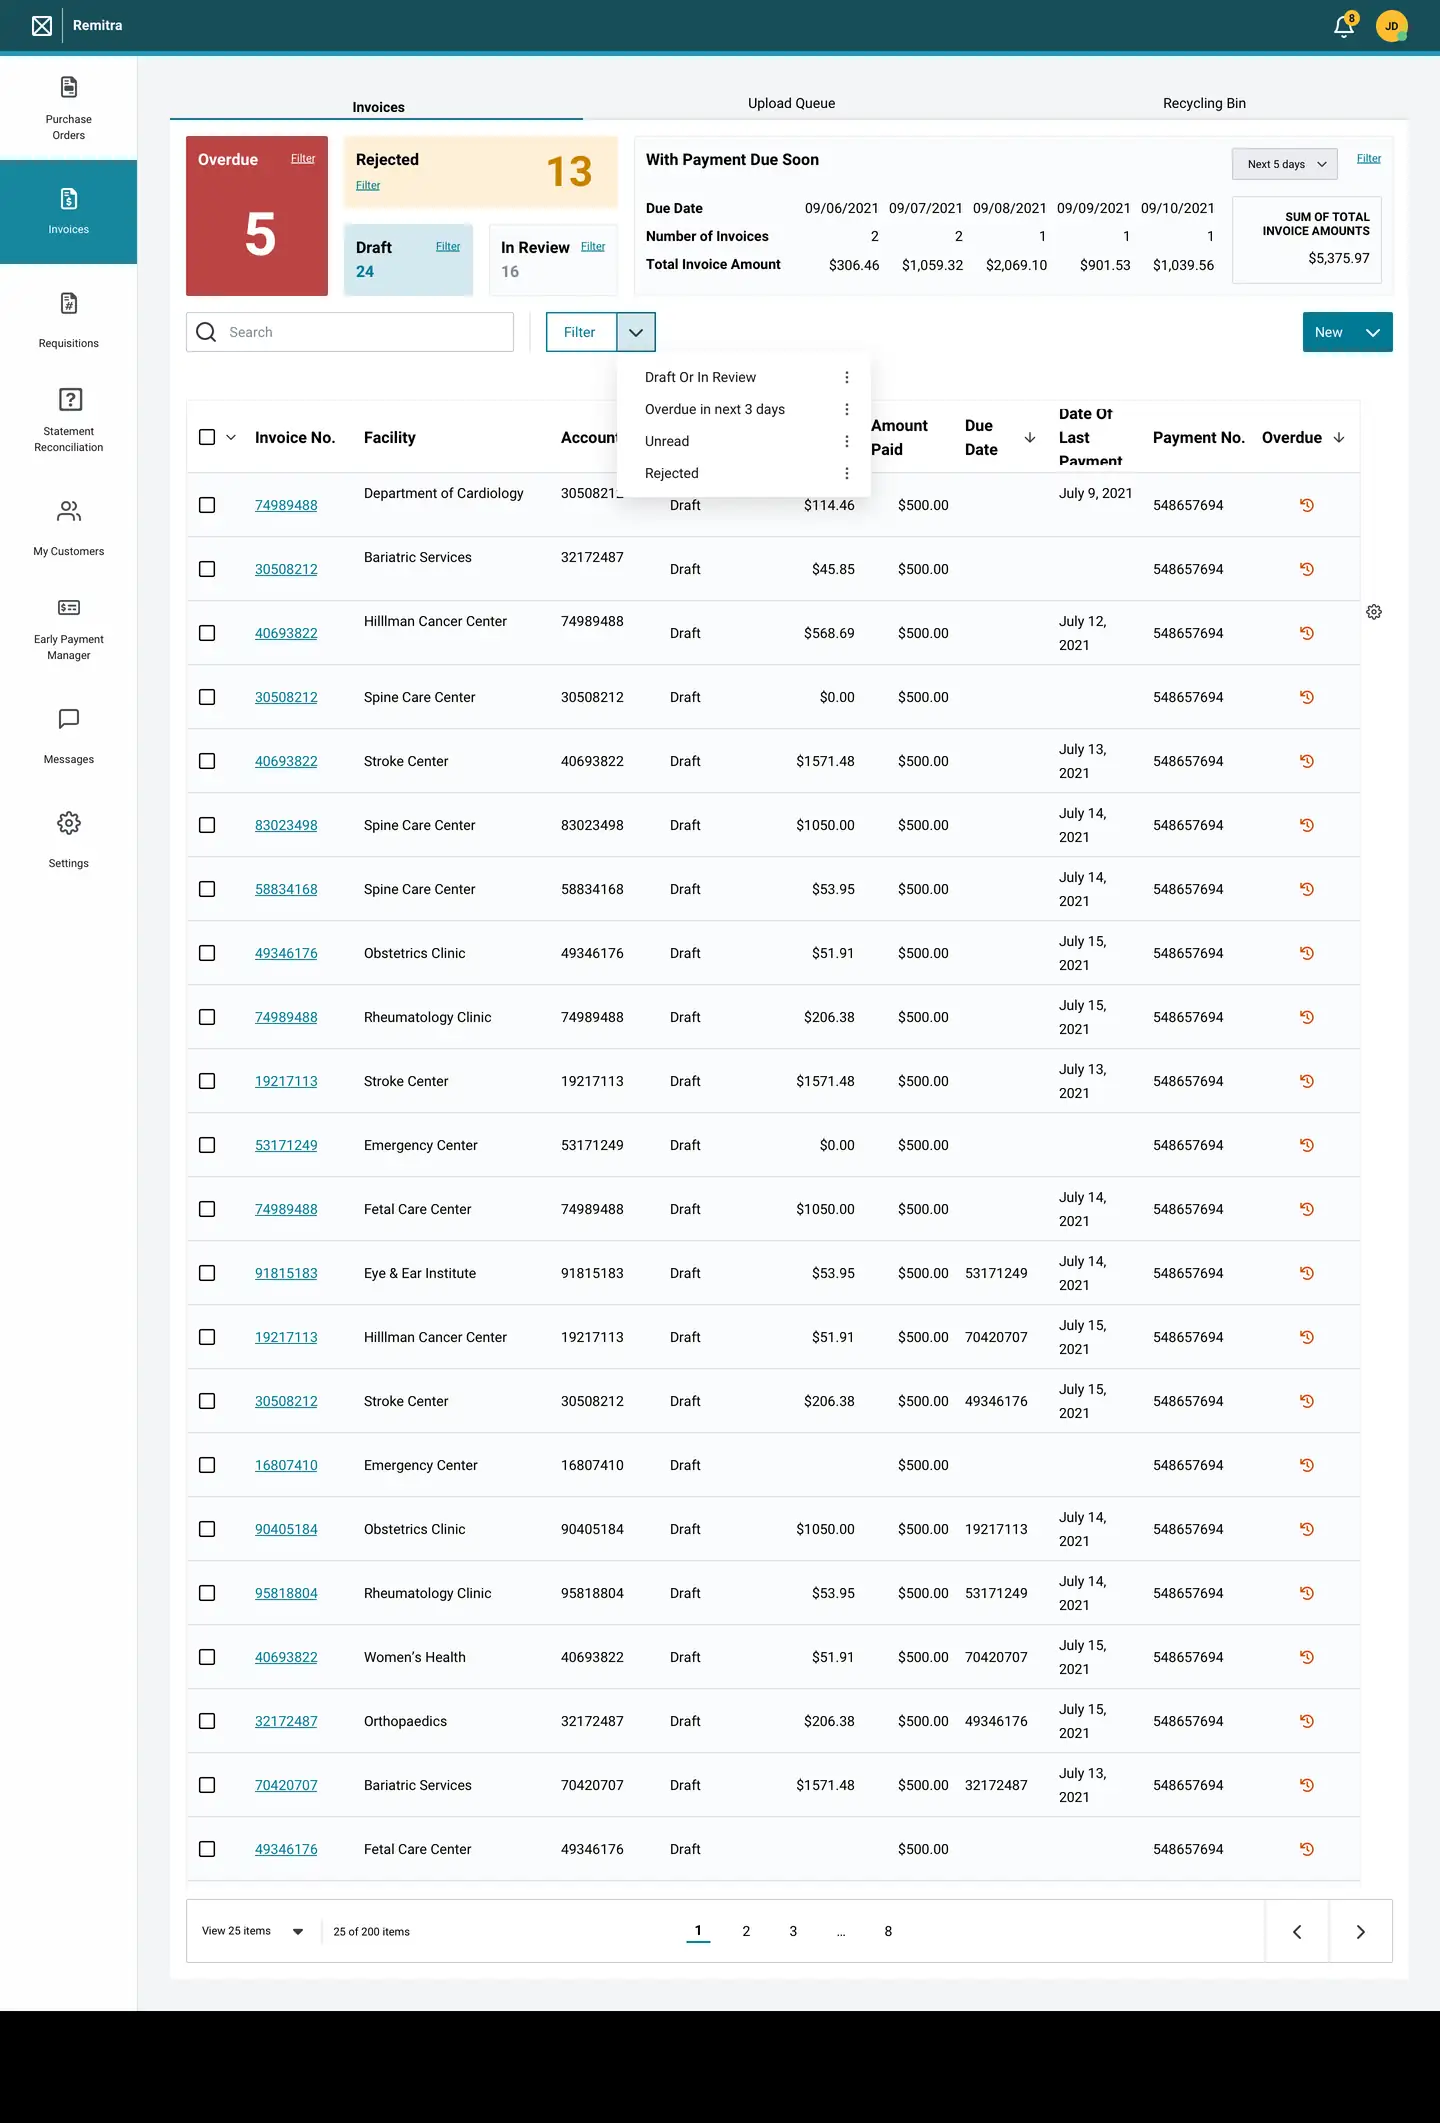 Remitra
8
JD
Purchase
Orders
Invoices
Requisitions
Statement
Reconciliation
My Customers
Early Payment
Manager
Messages
Settings
Invoices
Upload Queue
Recycling Bin
Overdue Filter
5
Rejected
Filter
13
Draft Filter
24
In Review Filter
16
With Payment Due Soon
Next 5 days
Filter
Due Date 09/06/2021 09/07/2021 09/08/2021 09/09/2021 09/10/2021
Number of Invoices 2 2 1 1 1
Total Invoice Amount $306.46 $1,059.32 $2,069.10 $901.53 $1,039.56
SUM OF TOTAL
INVOICE AMOUNTS
$5,375.97
Search
Filter
New
Draft Or In Review
Overdue in next 3 days
Unread
Rejected
Invoice No. Facility Account Amount Paid Due Date Date Of Last Payment Payment No. Overdue
74989488 Department of Cardiology 30508212 Draft $114.46 $500.00 July 9, 2021 548657694
30508212 Bariatric Services 32172487 Draft $45.85 $500.00 548657694
40693822 Hilllman Cancer Center 74989488 Draft $568.69 $500.00 July 12, 2021 548657694
30508212 Spine Care Center 30508212 Draft $0.00 $500.00 548657694
40693822 Stroke Center 40693822 Draft $1571.48 $500.00 July 13, 2021 548657694
83023498 Spine Care Center 83023498 Draft $1050.00 $500.00 July 14, 2021 548657694
58834168 Spine Care Center 58834168 Draft $53.95 $500.00 July 14, 2021 548657694
49346176 Obstetrics Clinic 49346176 Draft $51.91 $500.00 July 15, 2021 548657694
74989488 Rheumatology Clinic 74989488 Draft $206.38 $500.00 July 15, 2021 548657694
19217113 Stroke Center 19217113 Draft $1571.48 $500.00 July 13, 2021 548657694
53171249 Emergency Center 53171249 Draft $0.00 $500.00 548657694
74989488 Fetal Care Center 74989488 Draft $1050.00 $500.00 July 14, 2021 548657694
91815183 Eye & Ear Institute 91815183 Draft $53.95 $500.00 53171249 July 14, 2021 548657694
19217113 Hilllman Cancer Center 19217113 Draft $51.91 $500.00 70420707 July 15, 2021 548657694
30508212 Stroke Center 30508212 Draft $206.38 $500.00 49346176 July 15, 2021 548657694
16807410 Emergency Center 16807410 Draft $500.00 548657694
90405184 Obstetrics Clinic 90405184 Draft $1050.00 $500.00 19217113 July 14, 2021 548657694
95818804 Rheumatology Clinic 95818804 Draft $53.95 $500.00 53171249 July 14, 2021 548657694
40693822 Women's Health 40693822 Draft $51.91 $500.00 70420707 July 15, 2021 548657694
32172487 Orthopaedics 32172487 Draft $206.38 $500.00 49346176 July 15, 2021 548657694
70420707 Bariatric Services 70420707 Draft $1571.48 $500.00 32172487 July 13, 2021 548657694
49346176 Fetal Care Center 49346176 Draft $500.00 548657694
View 25 items 25 of 200 items 1 2 3 … 8